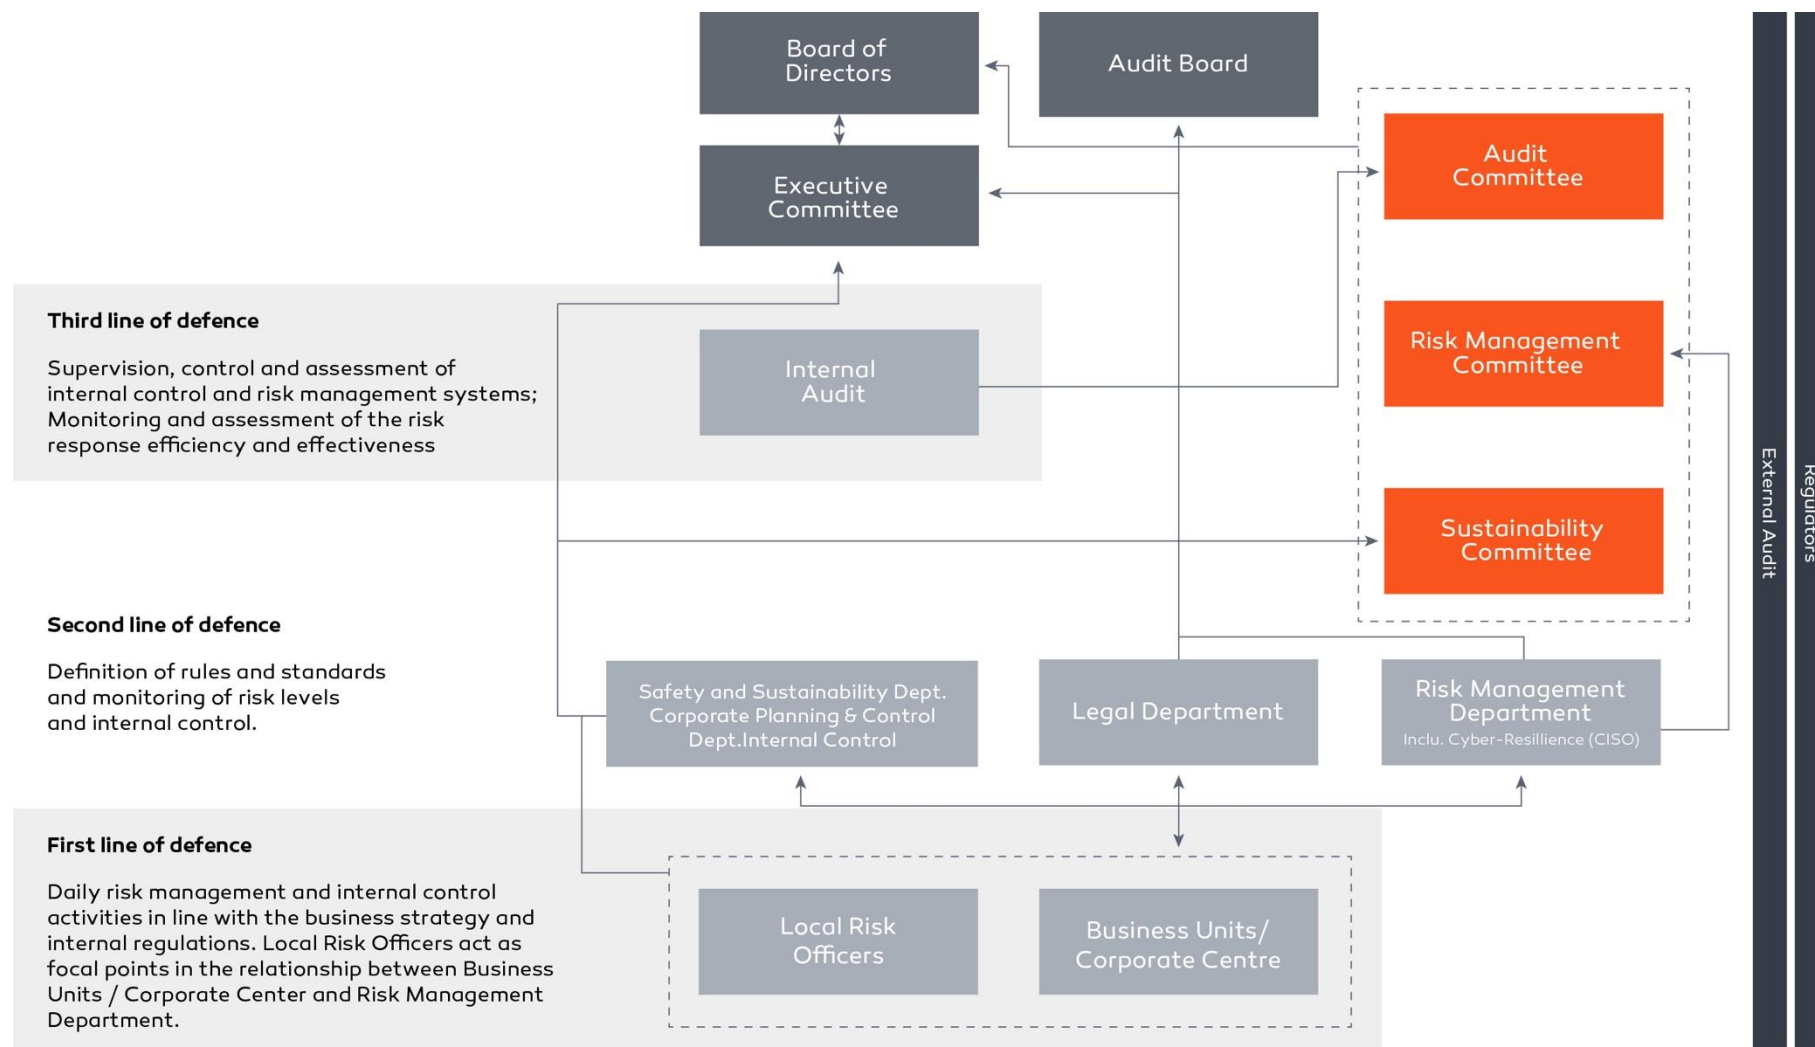 Board of
Directors
Audit Board
Audit
Committee
Executive
Committee
Third line of defence
Supervision, control and assessment of
internal control and risk management systems;
Monitoring and assessment of the risk
response efficiency and effectiveness
Internal
Audit
Risk Management
Committee
Sustainability
Committee
External Audit
Regulators
Second line of defence
Definition of rules and standards
and monitoring of risk levels
and internal control.
Safety and Sustainability Dept.
Corporate Planning & Control
Dept.Internal Control
Legal Department
Risk Management
Department
Inclu. Cyber-Resillience (CISO)
First line of defence
Daily risk management and internal control
activities in line with the business strategy and
internal regulations. Local Risk Officers act as
focal points in the relationship between Business
Units / Corporate Center and Risk Management
Department.
Local Risk
Officers
Business Units/
Corporate Centre